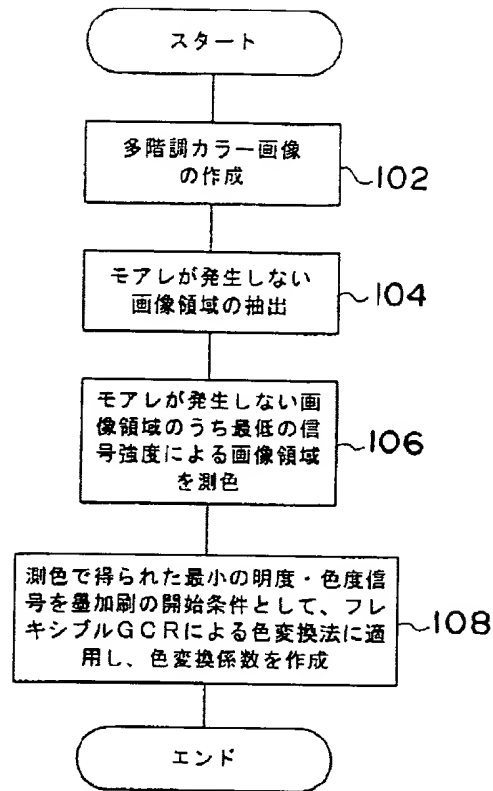 スタート
多階調カラー画像
の作成
102
モアレが発生しない
画像領域の抽出
104
モアレが発生しない画
像領域のうち最低の信
号強度による画像領域
を測色
106
測色で得られた最小の明度・色度信
号を墨加刷の開始条件として、フレ
キシブルGCRによる色変換法に適
用し、色変換係数を作成
108
エンド